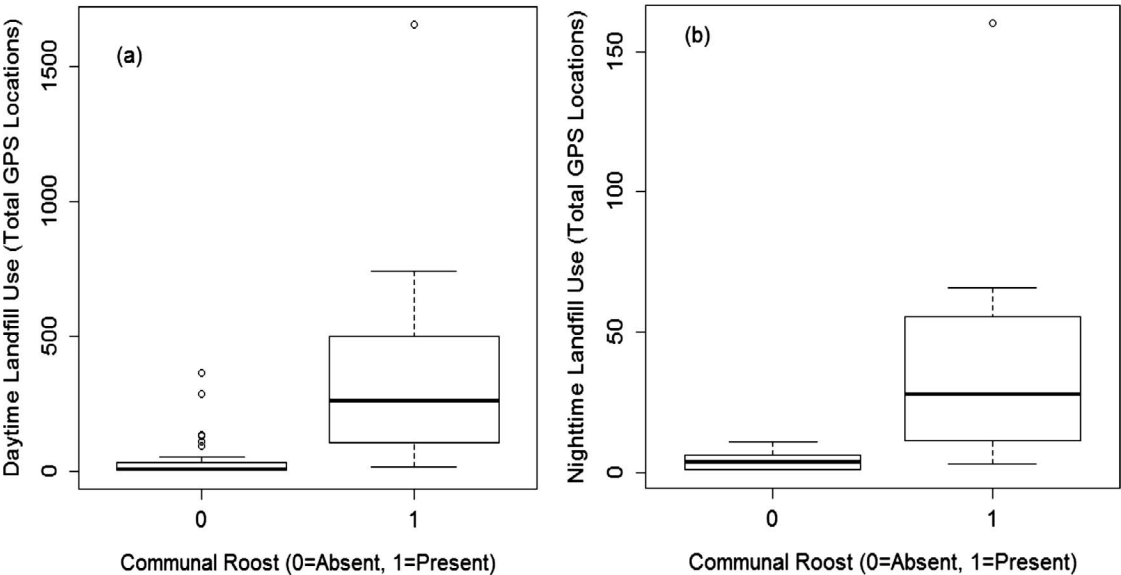 (a)
Daytime Landfill Use (Total GPS Locations)
1500
1000
500
0
0 1
Communal Roost (0=Absent, 1=Present)
(b)
Nighttime Landfill Use (Total GPS Locations)
150
100
50
0
0 1
Communal Roost (0=Absent, 1=Present)